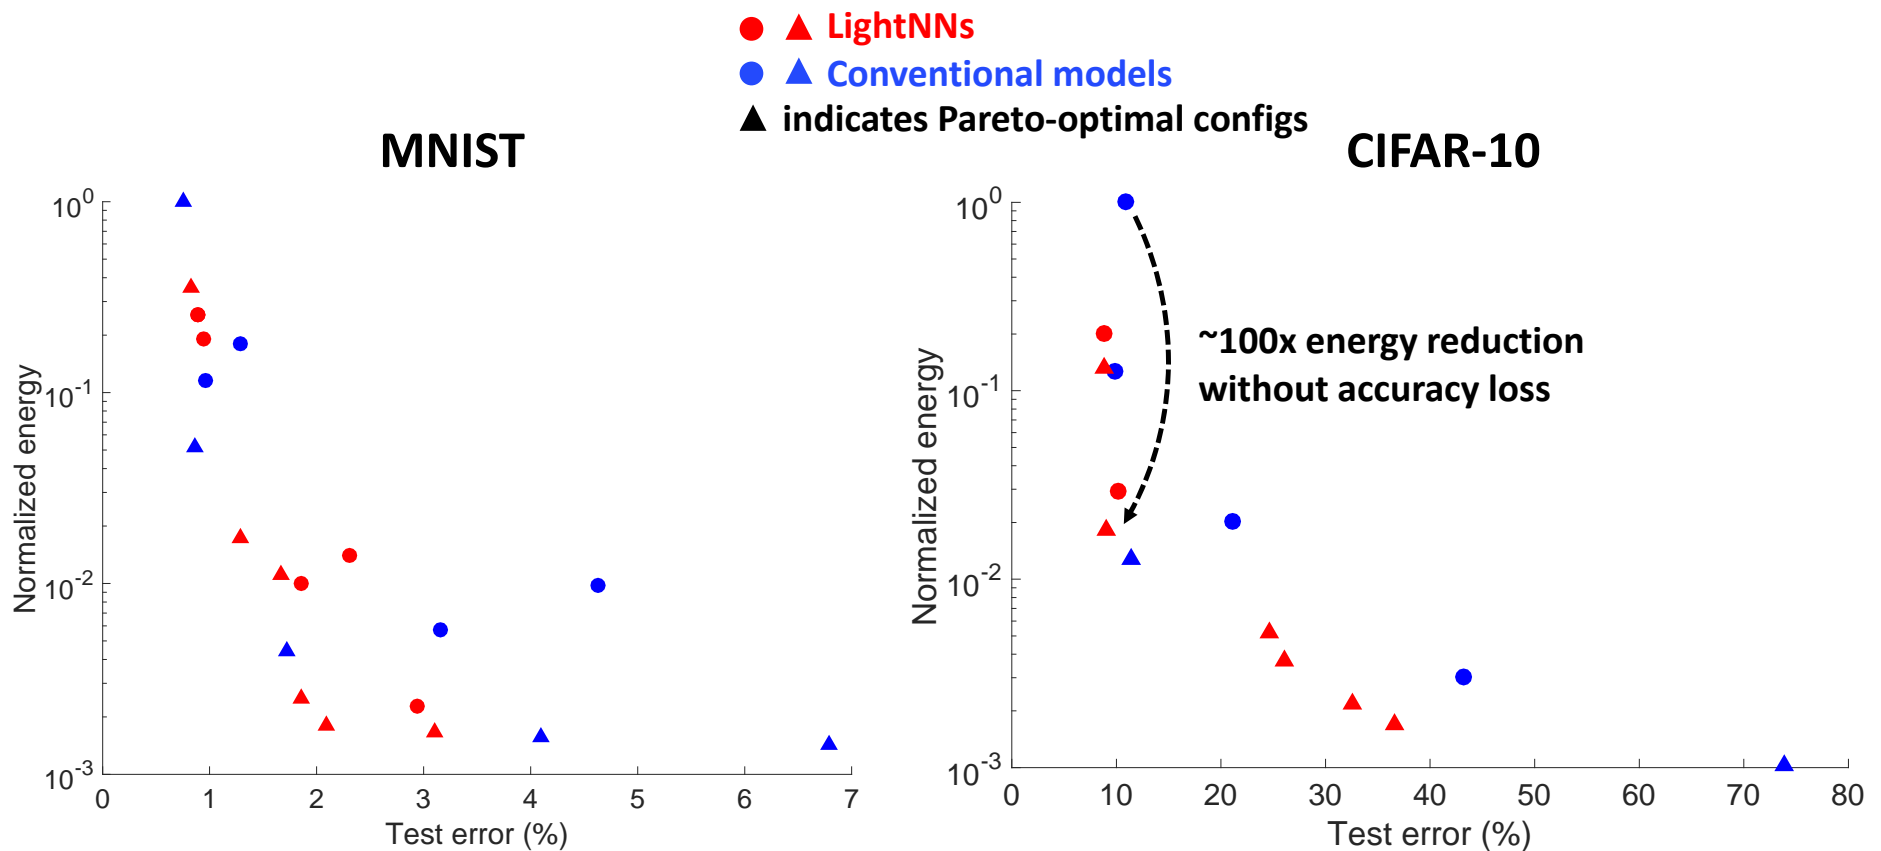 LightNNs
Conventional models
indicates Pareto-optimal configs
MNIST
10^0
10^-1
10^-2
10^-3
Normalized energy
0 1 2 3 4 5 6 7
Test error (%)
CIFAR-10
10^0
10^-1
10^-2
10^-3
Normalized energy
~100x energy reduction
without accuracy loss
0 10 20 30 40 50 60 70 80
Test error (%)